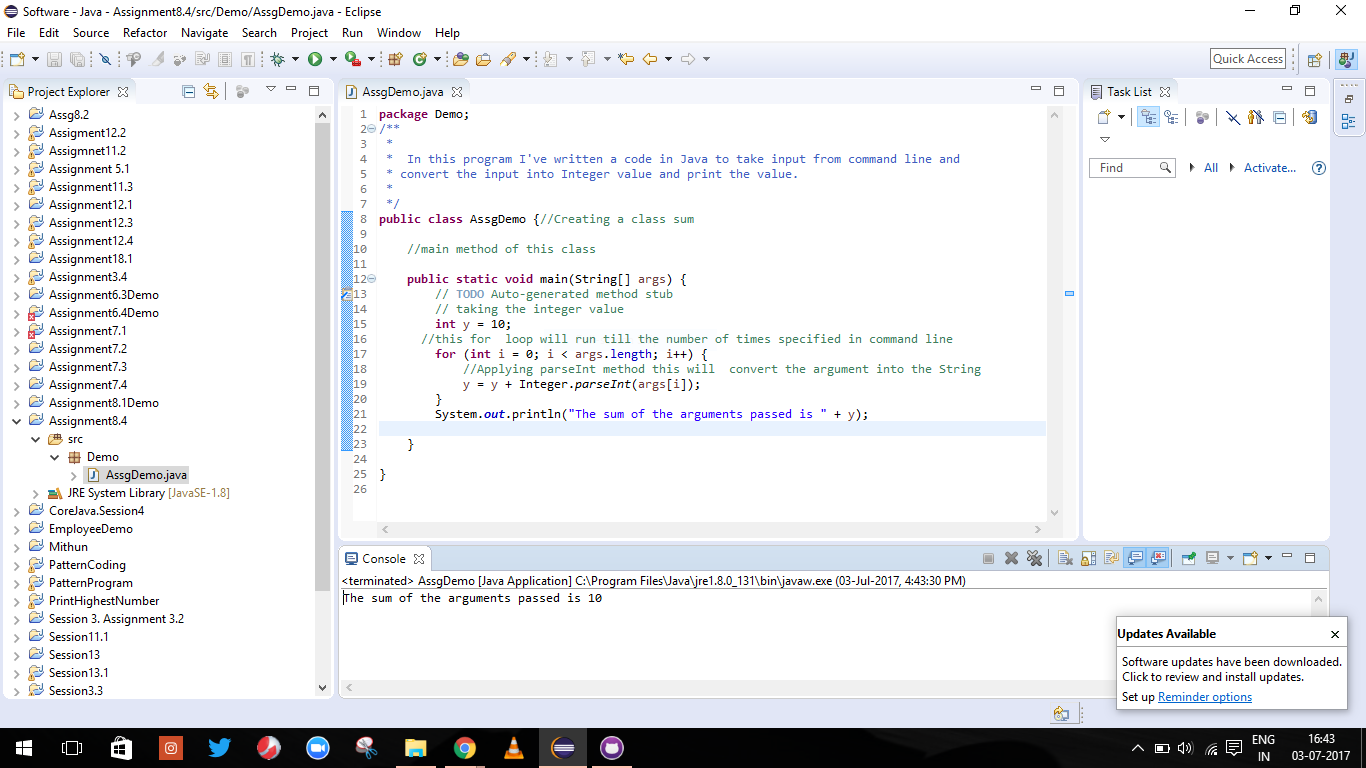 Software - Java - Assignment8.4/src/Demo/AssgDemo.java - Eclipse
File Edit Source Refactor Navigate Search Project Run Window Help
Quick Access
Project Explorer
Assg8.2
Assigment12.2
Assigmnet11.2
Assignment 5.1
Assignment11.3
Assignment12.1
Assignment12.3
Assignment12.4
Assignment18.1
Assignment3.4
Assignment6.3Demo
Assignment6.4Demo
Assignment7.1
Assignment7.2
Assignment7.3
Assignment7.4
Assignment8.1Demo
Assignment8.4
src
Demo
AssgDemo.java
JRE System Library [JavaSE-1.8]
CoreJava.Session4
EmployeeDemo
Mithun
PatternCoding
PatternProgram
PrintHighestNumber
Session 3. Assignment 3.2
Session11.1
Session13
Session13.1
Session3.3
AssgDemo.java
1 package Demo;
2 /**
3 *
4 * In this program I've written a code in Java to take input from command line and
5 * convert the input into Integer value and print the value.
6 *
7 */
8 public class AssgDemo {//Creating a class sum
9
10 //main method of this class
11
12 public static void main(String[] args) {
13 // TODO Auto-generated method stub
14 // taking the integer value
15 int y = 10;
16 //this for loop will run till the number of times specified in command line
17 for (int i = 0; i < args.length; i++) {
18 //Applying parseInt method this will convert the argument into the String
19 y = y + Integer.parseInt(args[i]);
20 }
21 System.out.println("The sum of the arguments passed is " + y);
22
23 }
24
25 }
26
Task List
Find All Activate...
Console
<terminated> AssgDemo [Java Application] C:\Program Files\Java\jre1.8.0_131\bin\javaw.exe (03-Jul-2017, 4:43:30 PM)
The sum of the arguments passed is 10
Updates Available
Software updates have been downloaded.
Click to review and install updates.
Set up Reminder options
ENG
IN
16:43
03-07-2017